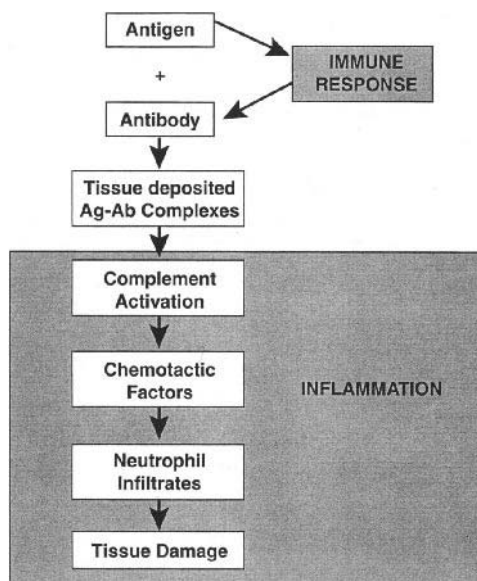 Antigen
IMMUNE
RESPONSE
+
Antibody
Tissue deposited
Ag-Ab Complexes
Complement
Activation
Chemotactic
Factors
INFLAMMATION
Neutrophil
Infiltrates
Tissue Damage